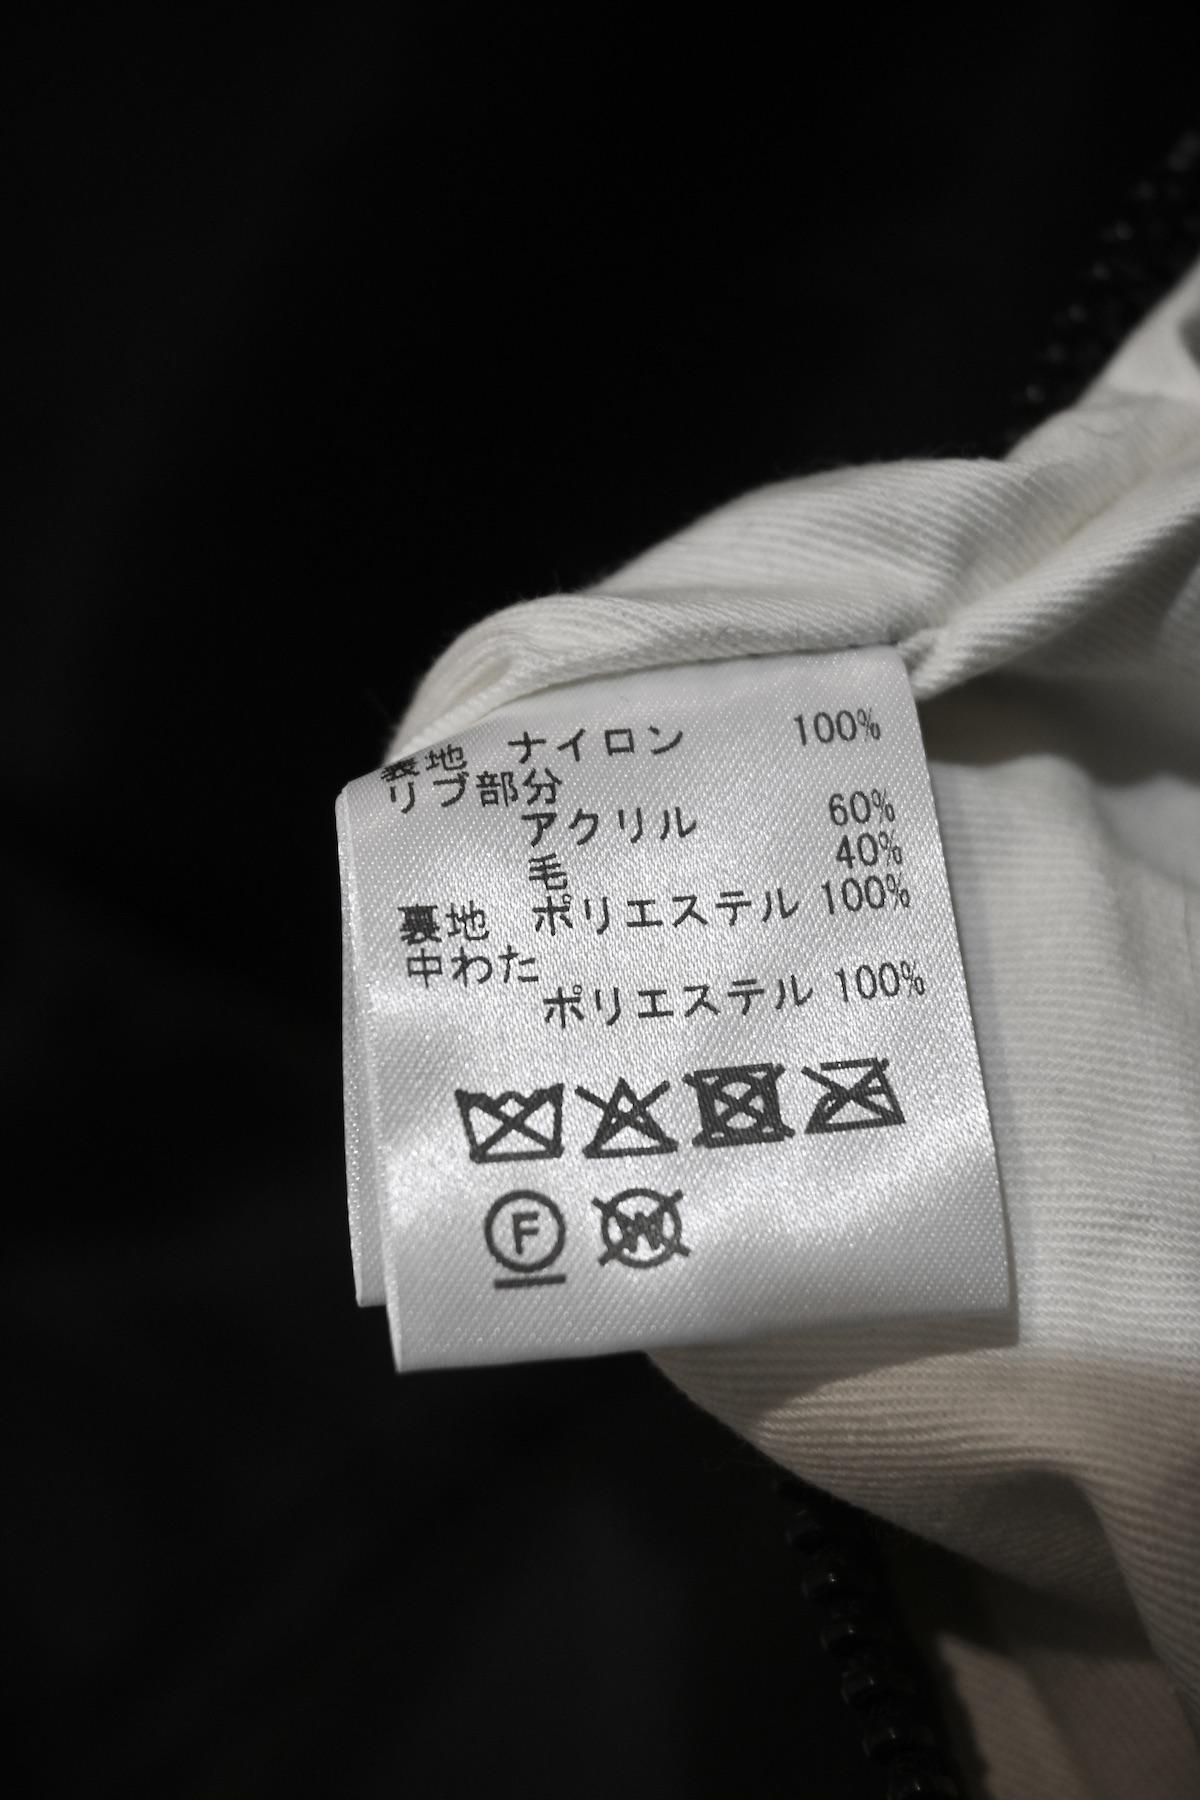 表地 ナイロン 100%
リブ部分
アクリル 60%
毛 40%
裏地 ポリエステル 100%
中わた
ポリエステル 100%
F
W